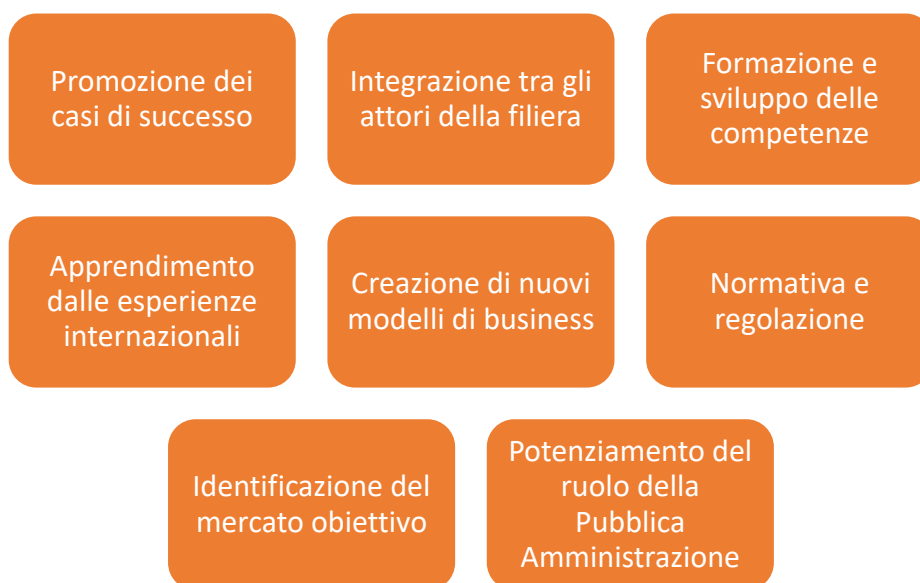 Promozione dei
casi di successo
Integrazione tra gli
attori della filiera
Formazione e
sviluppo delle
competenze
Apprendimento
dalle esperienze
internazionali
Creazione di nuovi
modelli di business
Normativa e
regolazione
Identificazione del
mercato obiettivo
Potenziamento del
ruolo della
Pubblica
Amministrazione